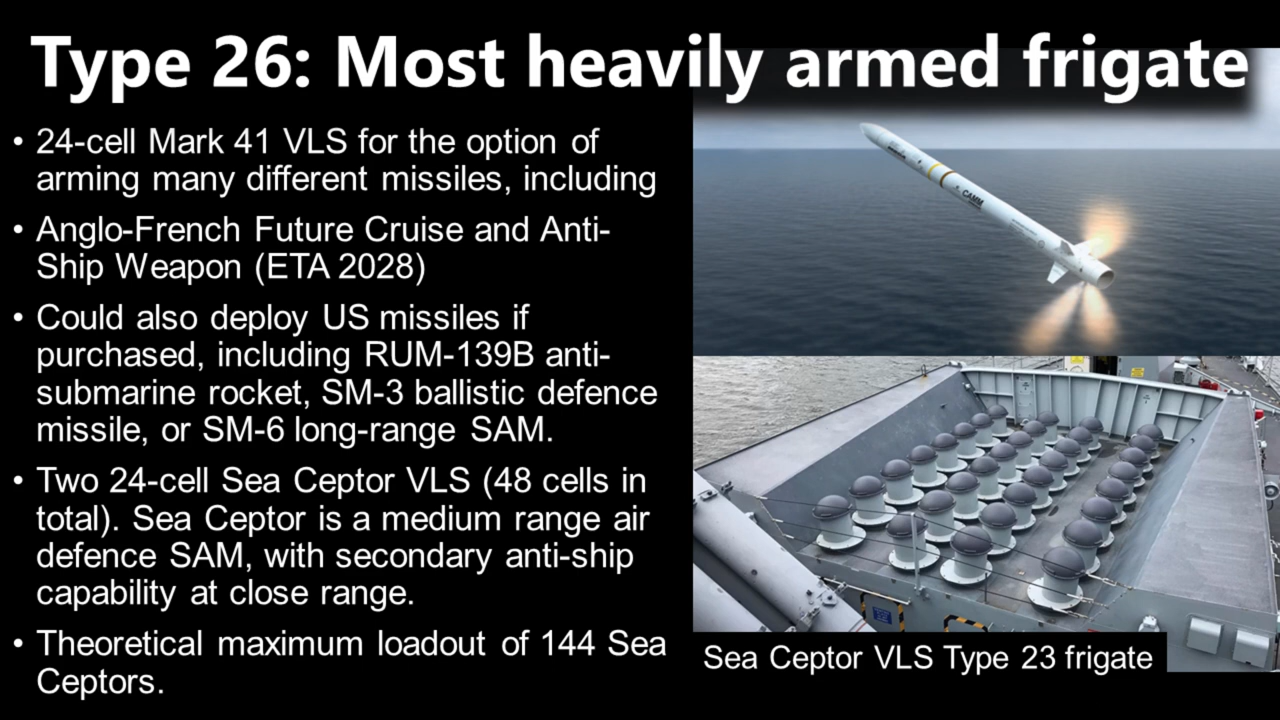 Type 26: Most heavily armed frigate
• 24-cell Mark 41 VLS for the option of
arming many different missiles, including
• Anglo-French Future Cruise and Anti-
Ship Weapon (ETA 2028)
• Could also deploy US missiles if
purchased, including RUM-139B anti-
submarine rocket, SM-3 ballistic defence
missile, or SM-6 long-range SAM.
• Two 24-cell Sea Ceptor VLS (48 cells in
total). Sea Ceptor is a medium range air
defence SAM, with secondary anti-ship
capability at close range.
• Theoretical maximum loadout of 144 Sea
Ceptors.
CAMM
Sea Ceptor VLS Type 23 frigate